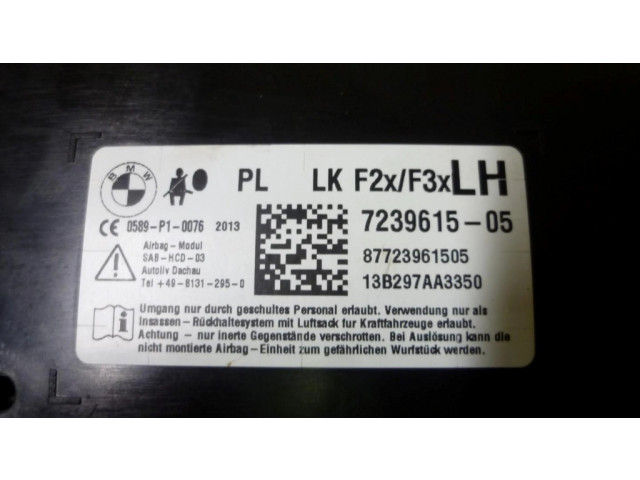 BMW
PL LK F2x/F3x LH
CE 0589-P1-0076 2013
7239615-05
Airbag-Modul
SAB-HCD-03
Autoliv Dachau
Tel +49-8131-295-0
87723961505
13B297AA3350
Umgang nur durch geschultes Personal erlaubt. Verwendung nur als
Insassen-Rückhaltesystem mit Luftsack für Kraftfahrzeuge erlaubt.
Achtung - nur inerte Gegenstände verschrotten. Bei Auslösung kann die
nicht montierte Airbag-Einheit zum gefährlichen Wurfstück werden.